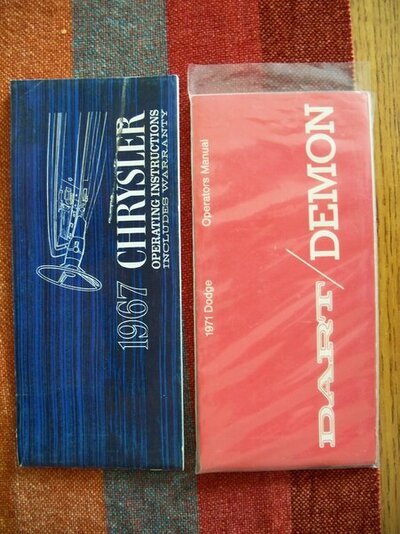 1967 CHRYSLER
OPERATING INSTRUCTIONS
INCLUDES WARRANTY
1971 Dodge Operators Manual
DART/DEMON